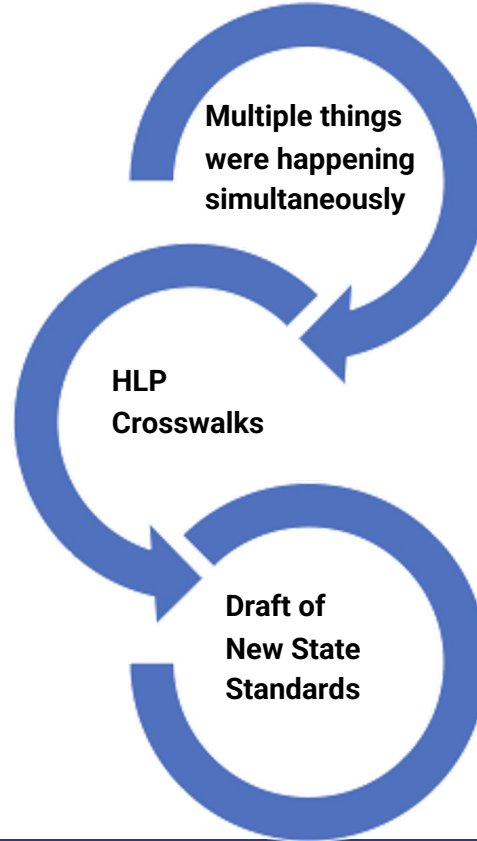 Multiple things
were happening
simultaneously
HLP
Crosswalks
Draft of
New State
Standards